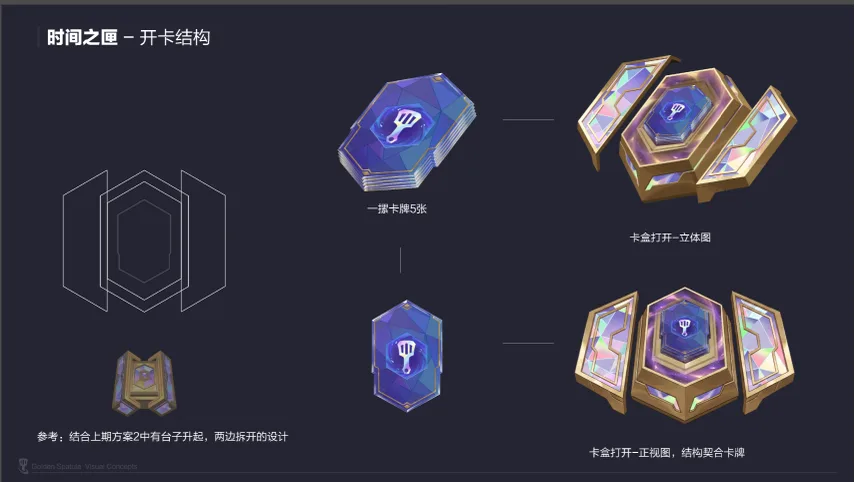 时间之匣 – 开卡结构
一摞卡牌5张
卡盒打开–立体图
参考：结合上期方案2中有台子升起，两边拆开的设计
卡盒打开–正视图，结构契合卡牌
Golden Spatula Visual Concepts